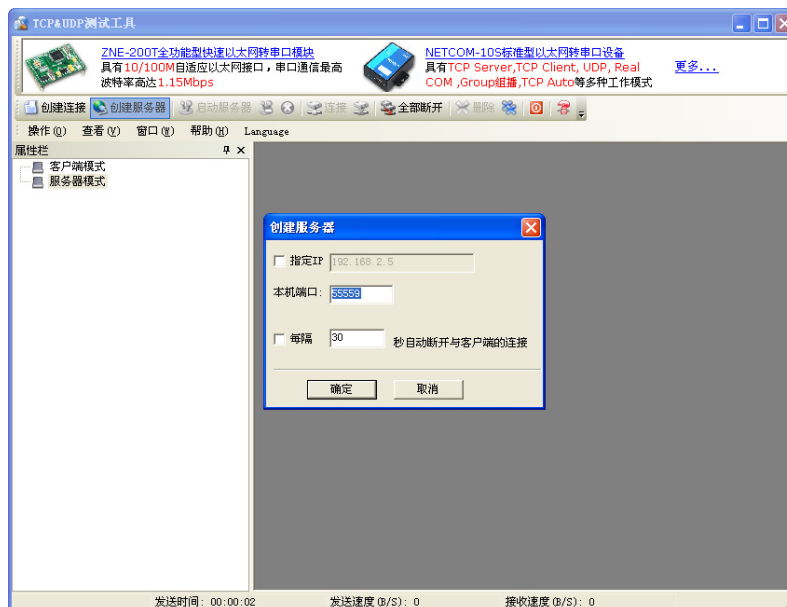 TCP&UDP测试工具
ZNE-200T全功能型快速以太网转串口模块
具有10/100M自适应以太网接口，串口通信最高
波特率高达1.15Mbps
NETCOM-10S标准型以太网转串口设备
具有TCP Server,TCP Client, UDP, Real
COM ,Group组播,TCP Auto等多种工作模式
更多...
创建连接 创建服务器 启动服务器 连接 全部断开 删除
操作(O) 查看(V) 窗口(W) 帮助(H) Language
属性栏
客户端模式
服务器模式
创建服务器
指定IP 192.168.2.5
本机端口: 55559
每隔 30 秒自动断开与客户端的连接
确定 取消
发送时间: 00:00:02 发送速度(B/S): 0 接收速度(B/S): 0